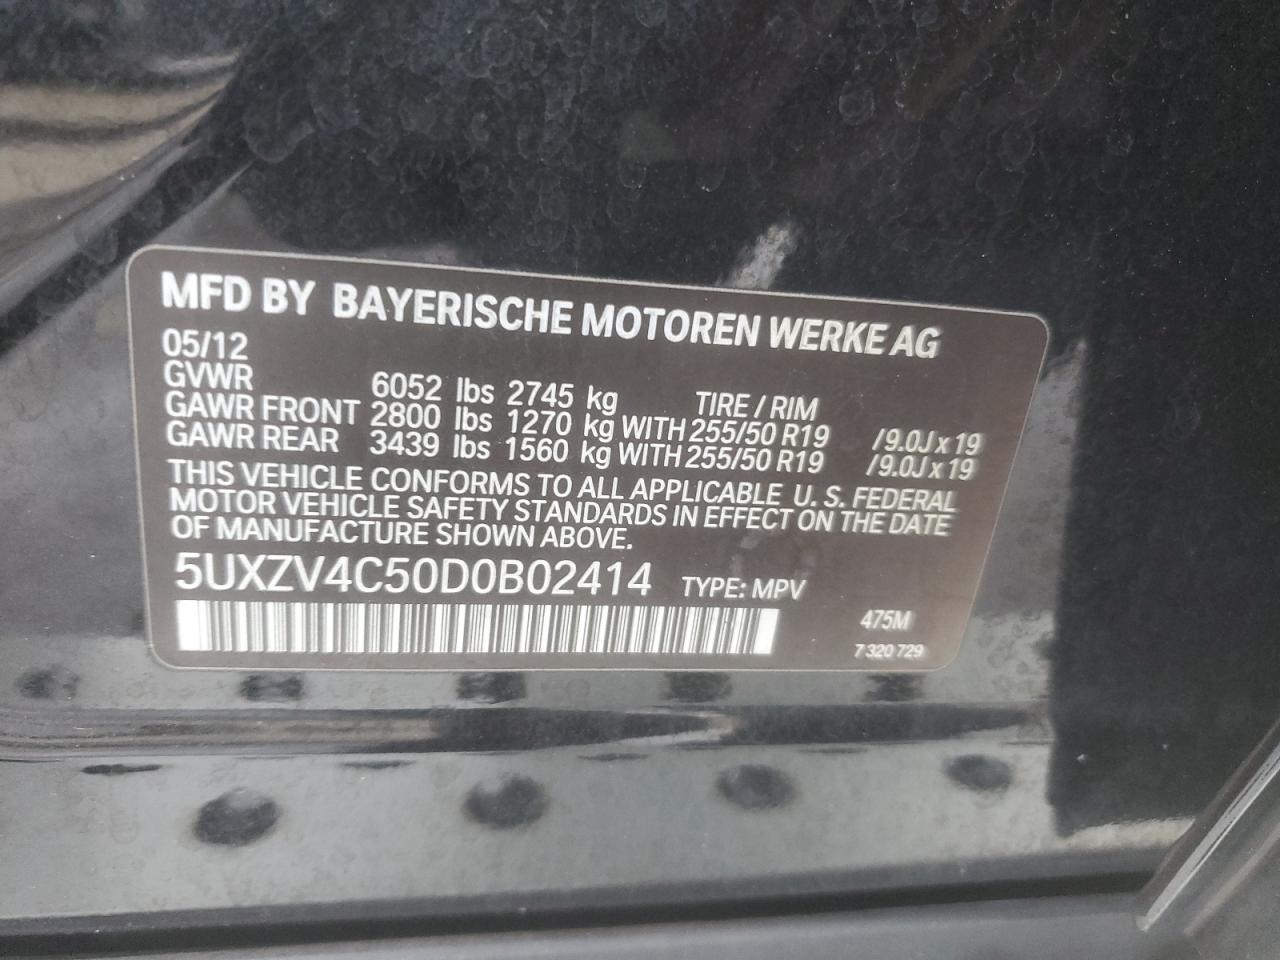 MFD BY BAYERISCHE MOTOREN WERKE AG
05/12
GVWR 6052 lbs 2745 kg TIRE / RIM
GAWR FRONT 2800 lbs 1270 kg WITH 255/50 R19 /9.0J x 19
GAWR REAR 3439 lbs 1560 kg WITH 255/50 R19 /9.0J x 19
THIS VEHICLE CONFORMS TO ALL APPLICABLE U. S. FEDERAL
MOTOR VEHICLE SAFETY STANDARDS IN EFFECT ON THE DATE
OF MANUFACTURE SHOWN ABOVE.
5UXZV4C50D0B02414 TYPE: MPV
475M
7 320 729